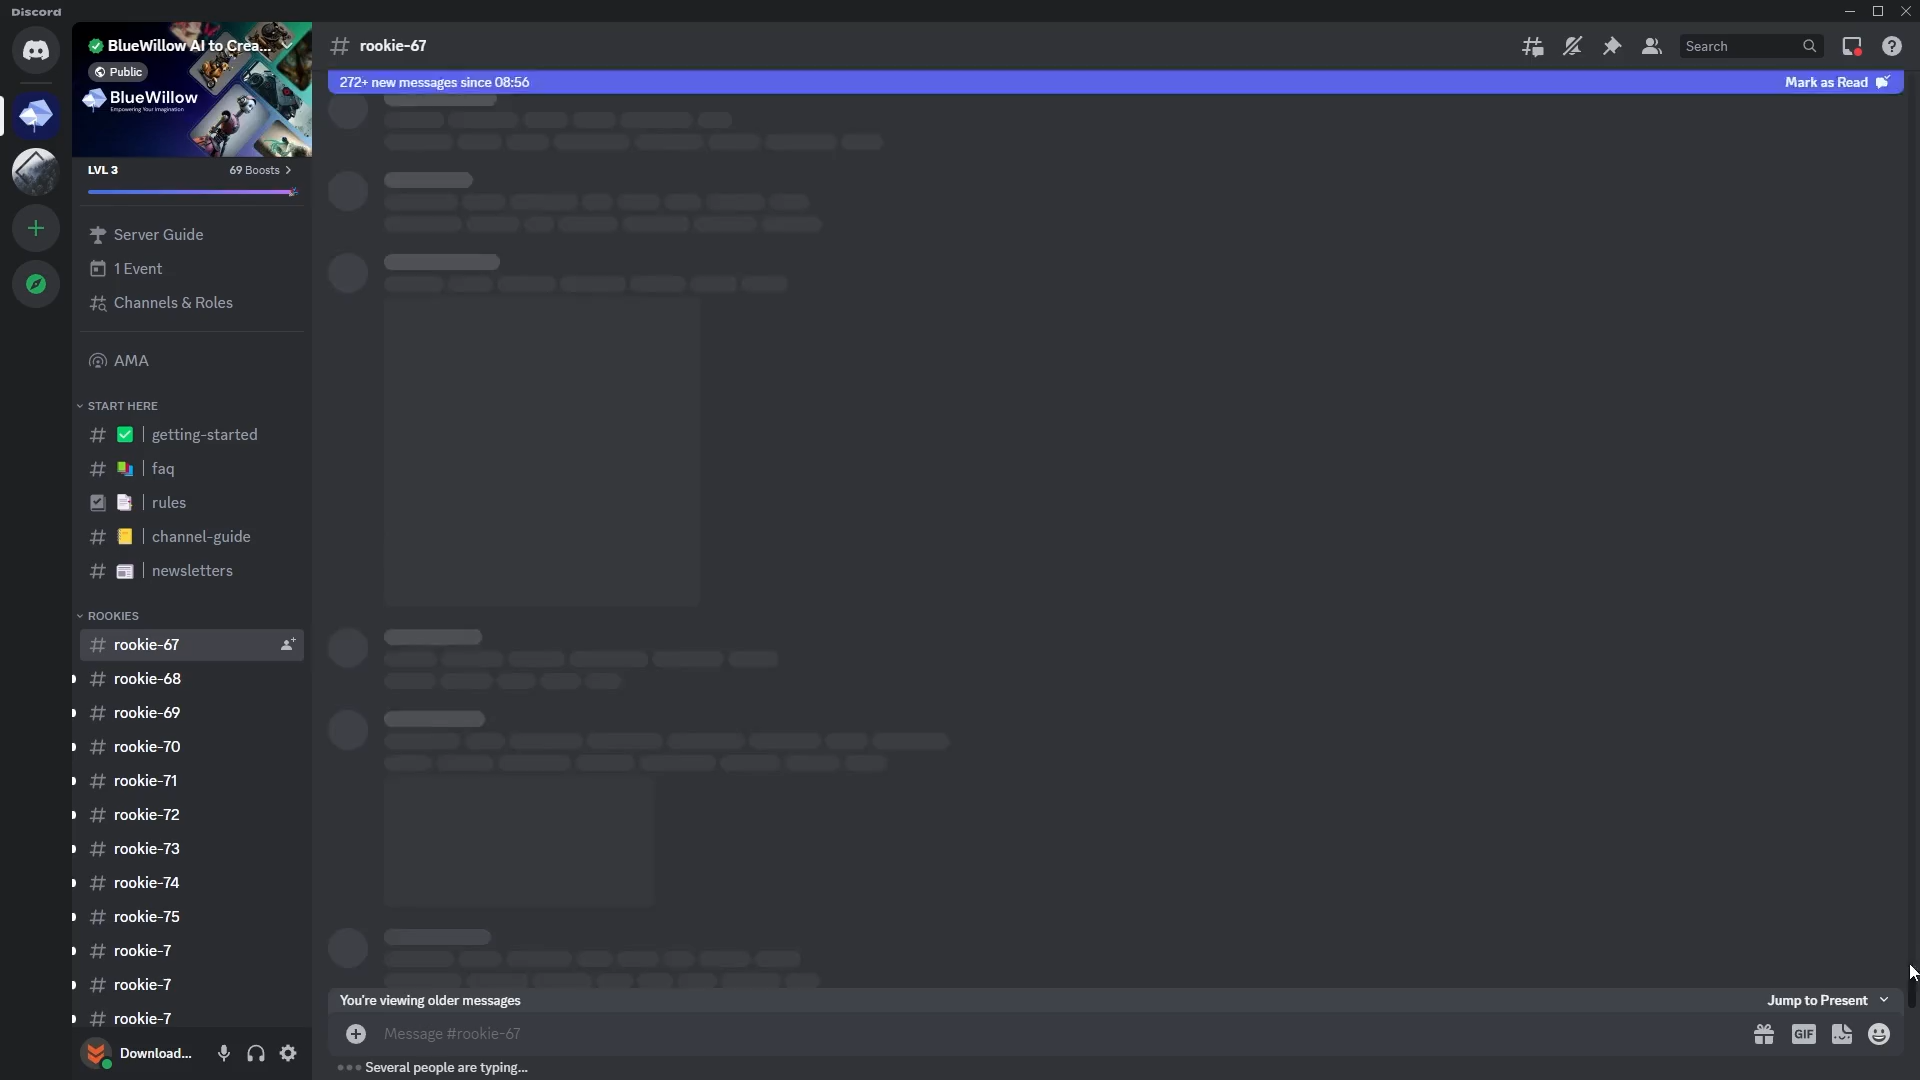 Discord
BlueWillow AI to Crea...
Public
BlueWillow
Empowering Your Imagination
LVL 3
69 Boosts
Server Guide
1 Event
Channels & Roles
AMA
START HERE
getting-started
faq
rules
channel-guide
newsletters
ROOKIES
rookie-67
rookie-68
rookie-69
rookie-70
rookie-71
rookie-72
rookie-73
rookie-74
rookie-75
rookie-7
rookie-7
rookie-7
Download...
rookie-67
Search
272+ new messages since 08:56
Mark as Read
You're viewing older messages
Jump to Present
Message #rookie-67
GIF
Several people are typing...